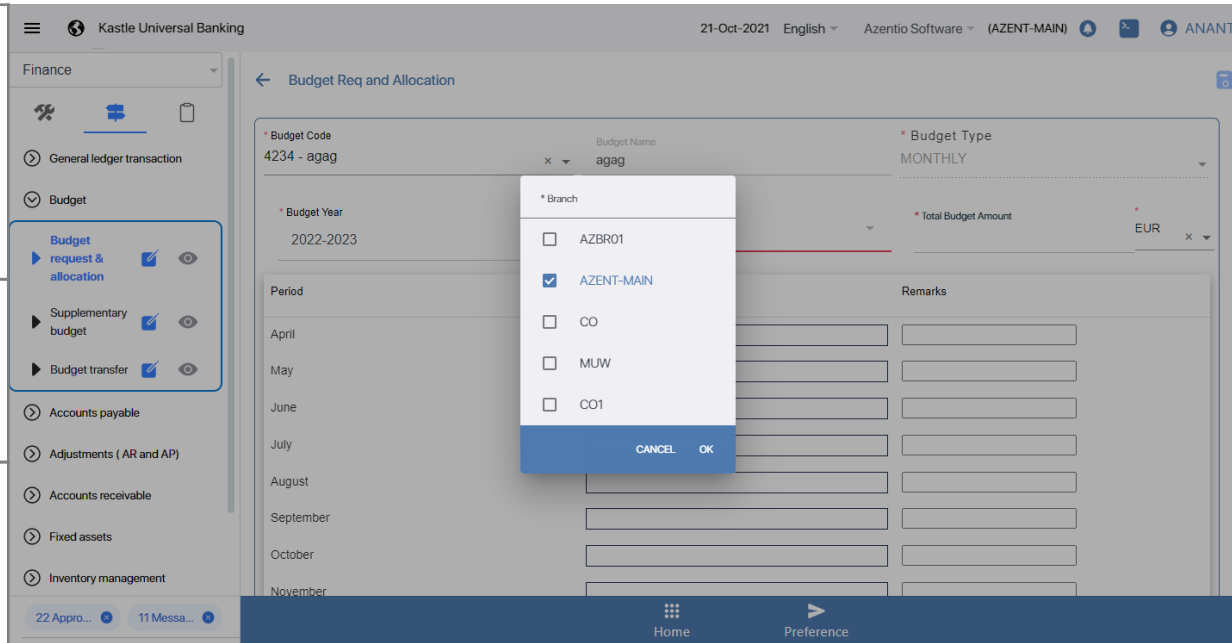 Kastle Universal Banking
21-Oct-2021 English Azentio Software (AZENT-MAIN) ANANT
Finance
Budget Req and Allocation
* Budget Code
Budget Name
* Budget Type
4234 - agag
× agag
MONTHLY
General ledger transaction
Budget
* Branch
* Budget Year
* Total Budget Amount
*
2022-2023
EUR ×
Budget request & allocation
AZBR01
AZENT-MAIN
Period
Remarks
Supplementary budget
CO
April
Budget transfer
MUW
May
Accounts payable
CO1
June
Adjustments ( AR and AP)
CANCEL OK
July
Accounts receivable
August
Fixed assets
September
Inventory management
October
November
22 Appro... 11 Messa...
Home
Preference